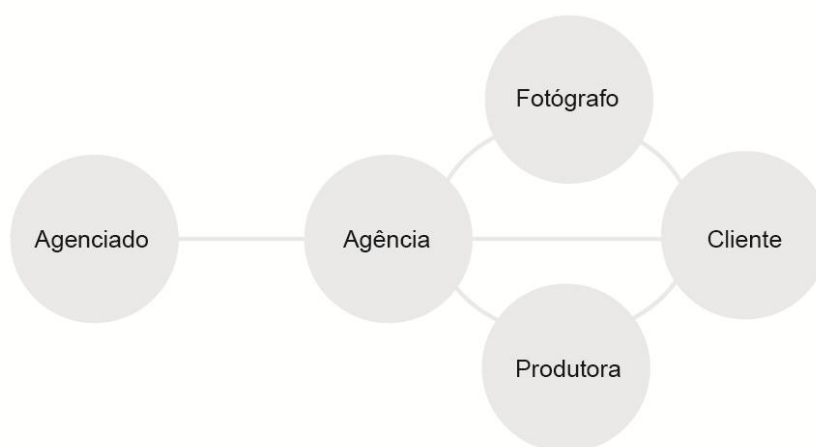 Fotógrafo
Agenciado
Agência
Cliente
Produtora